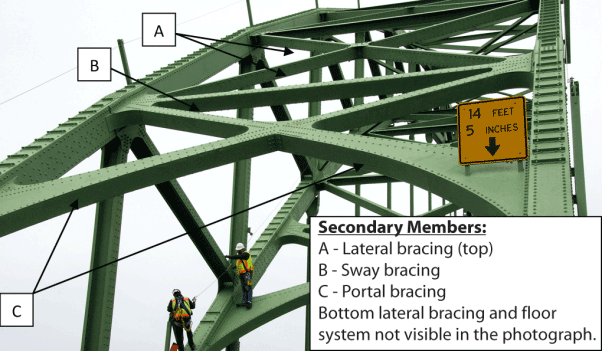 A
B
14 FEET
5 INCHES
C
Secondary Members:
A - Lateral bracing (top)
B - Sway bracing
C - Portal bracing
Bottom lateral bracing and floor
system not visible in the photograph.